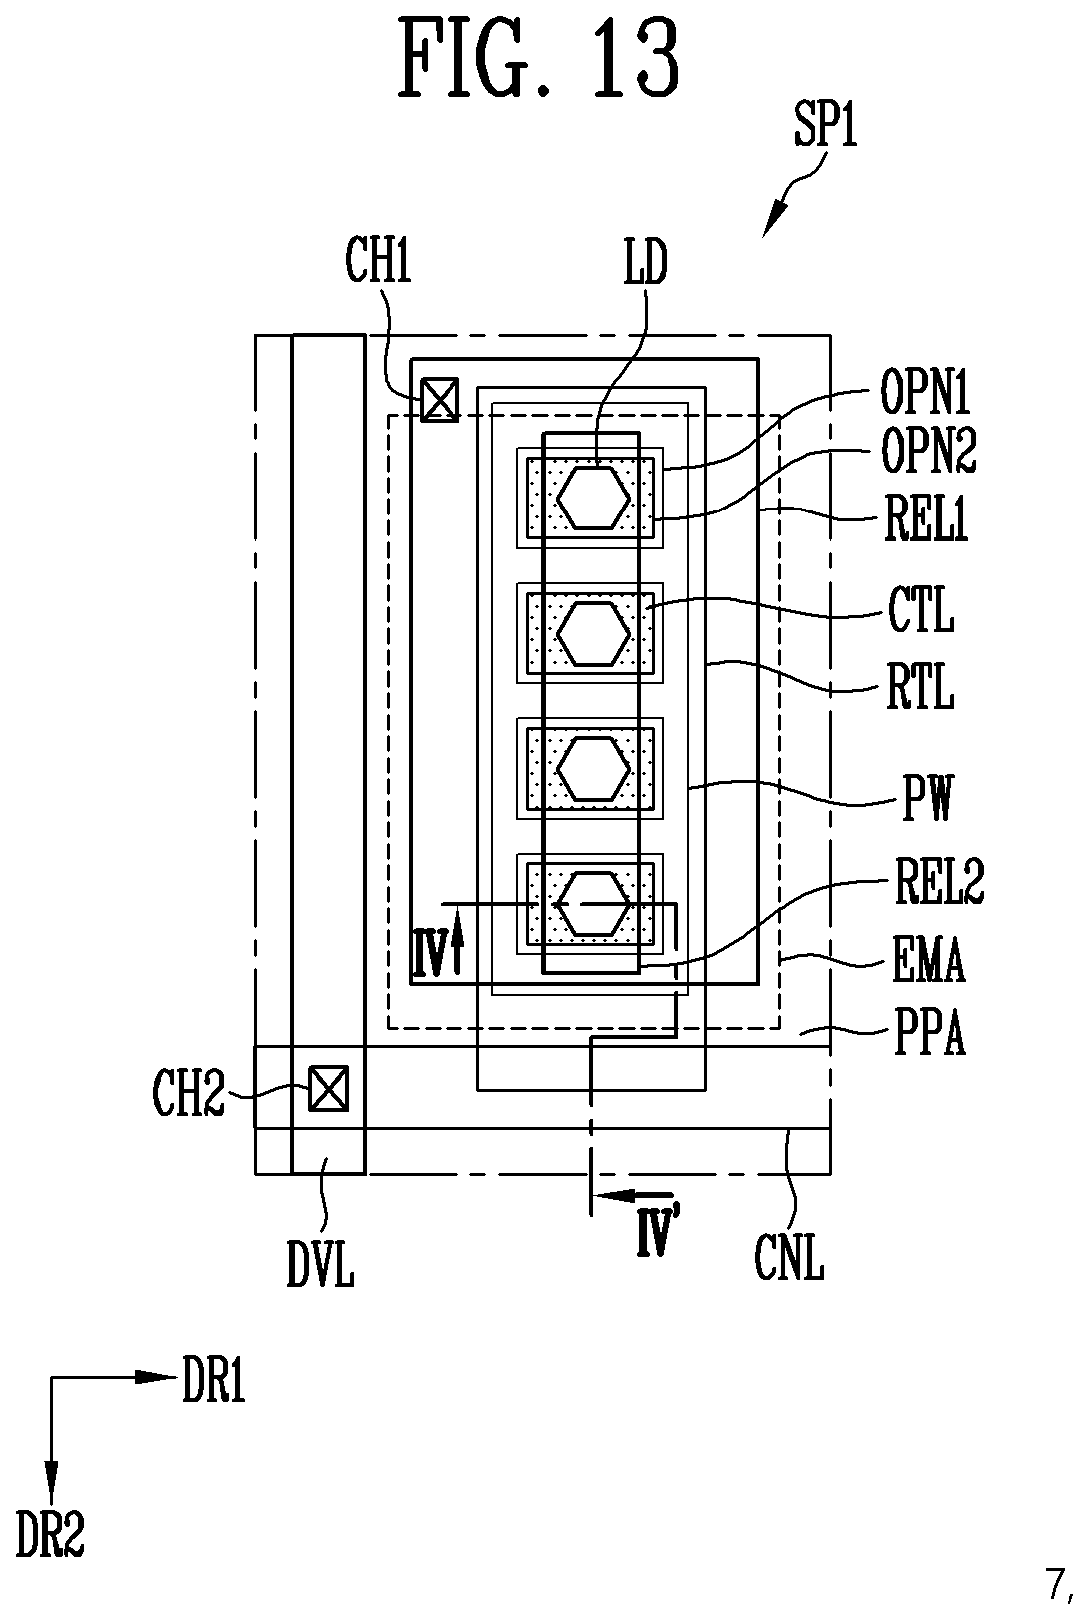 FIG. 13
SP1
CH1
LD
OPN1
OPN2
REL1
CTL
RTL
PW
REL2
IV
EMA
PPA
CH2
IV'
DVL
CNL
DR1
DR2
7,